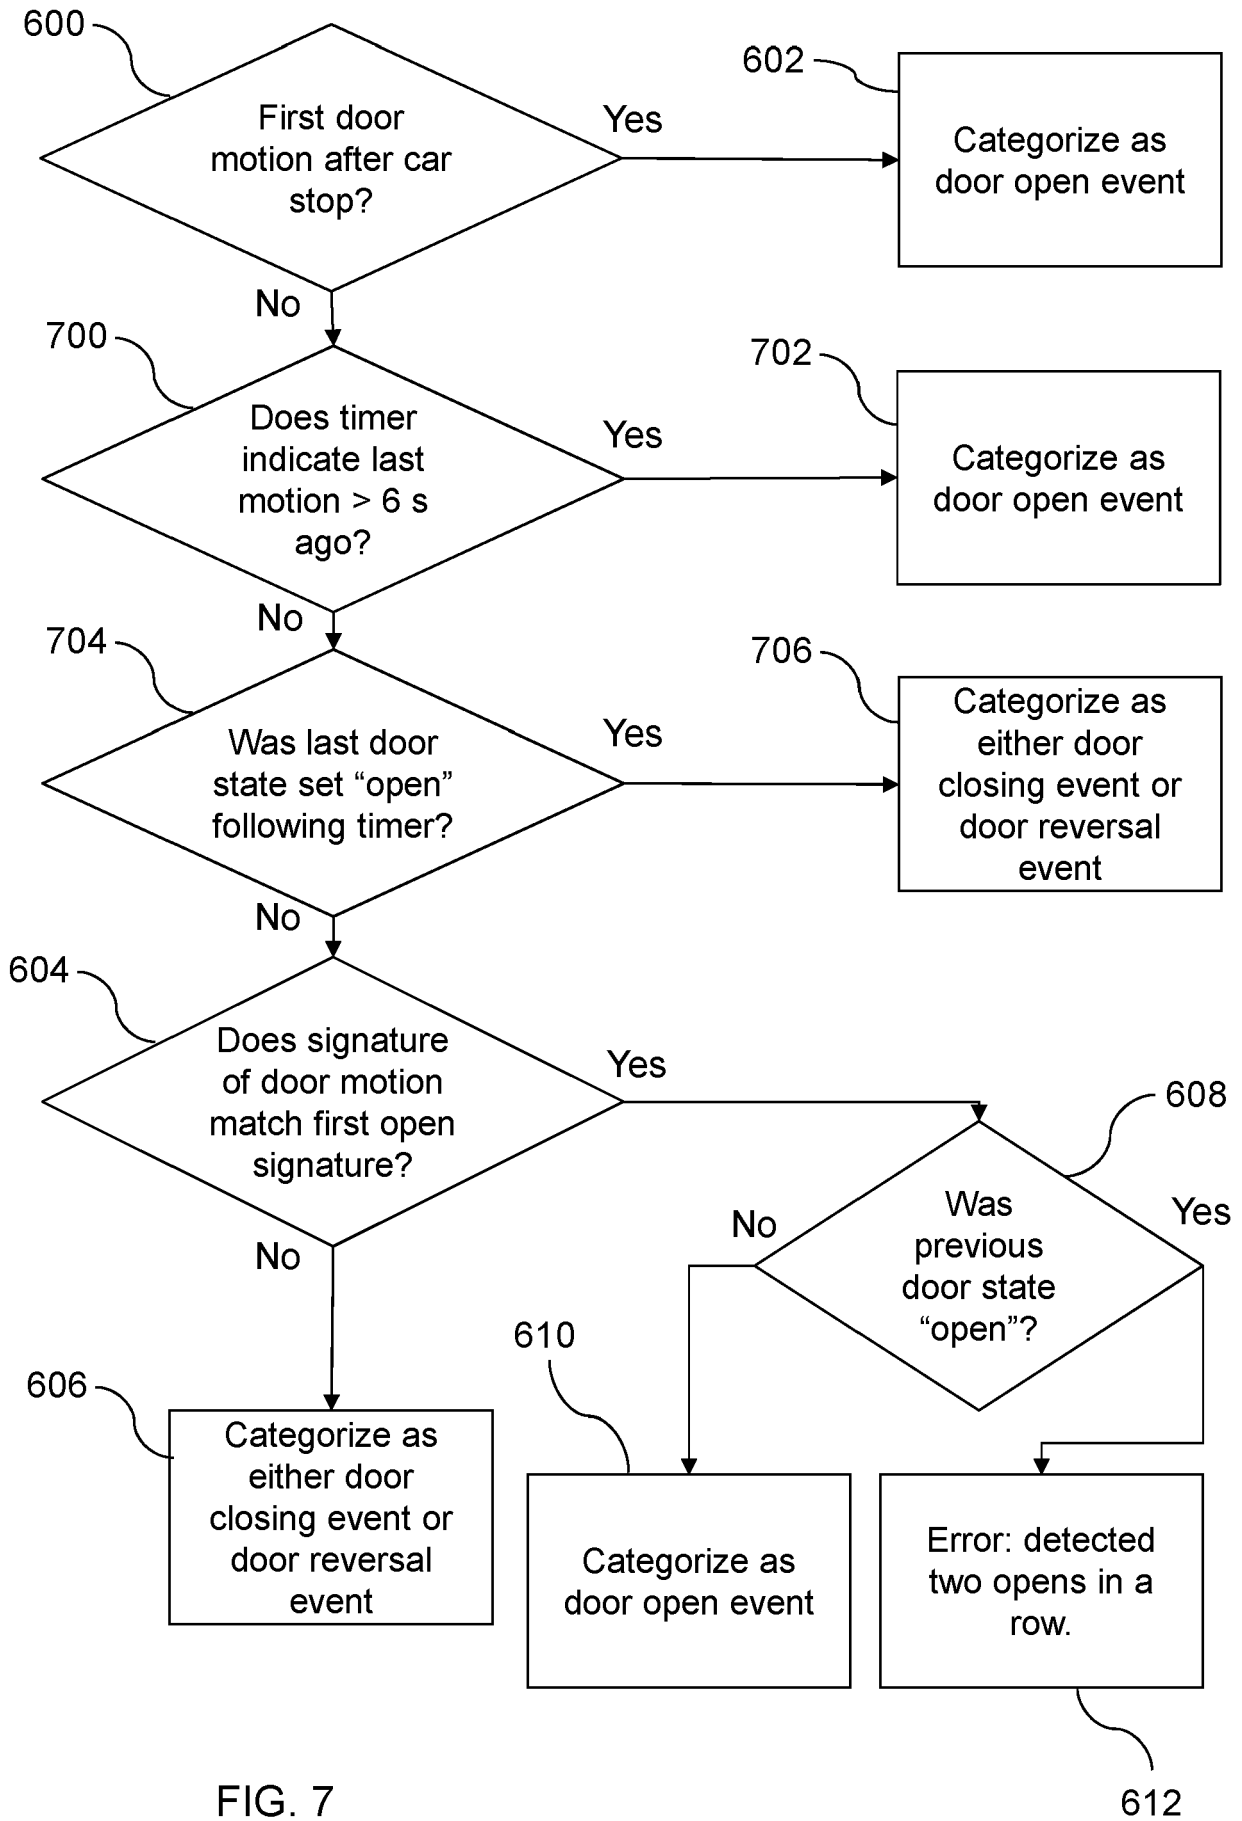 600
First door
motion after car
stop?
Yes
602
Categorize as
door open event
No
700
Does timer
indicate last
motion > 6 s
ago?
Yes
702
Categorize as
door open event
No
704
Was last door
state set “open”
following timer?
Yes
706
Categorize as
either door
closing event or
door reversal
event
No
604
Does signature
of door motion
match first open
signature?
Yes
608
Was
previous
door state
“open”?
No
Yes
No
606
Categorize as
either door
closing event or
door reversal
event
610
Categorize as
door open event
Error: detected
two opens in a
row.
612
FIG. 7